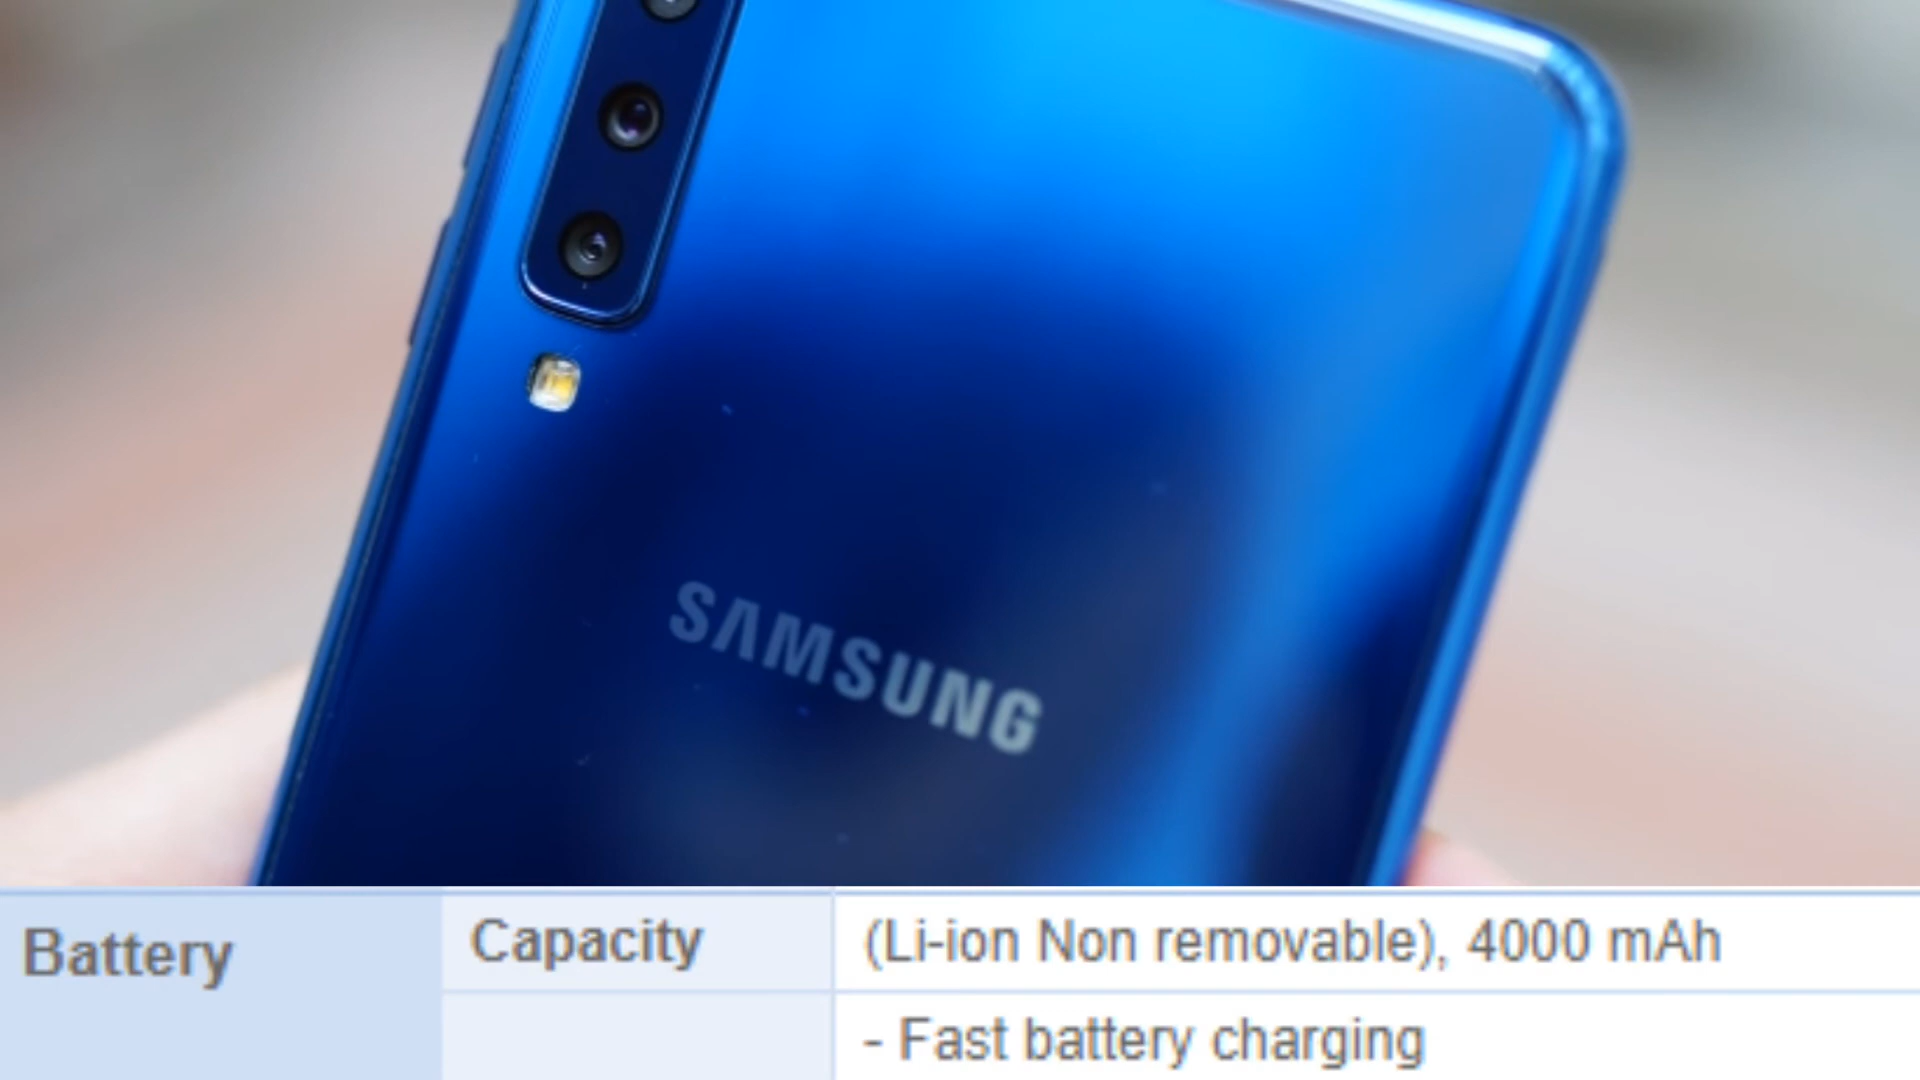 SAMSUNG
Battery
Capacity
(Li-ion Non removable), 4000 mAh
- Fast battery charging